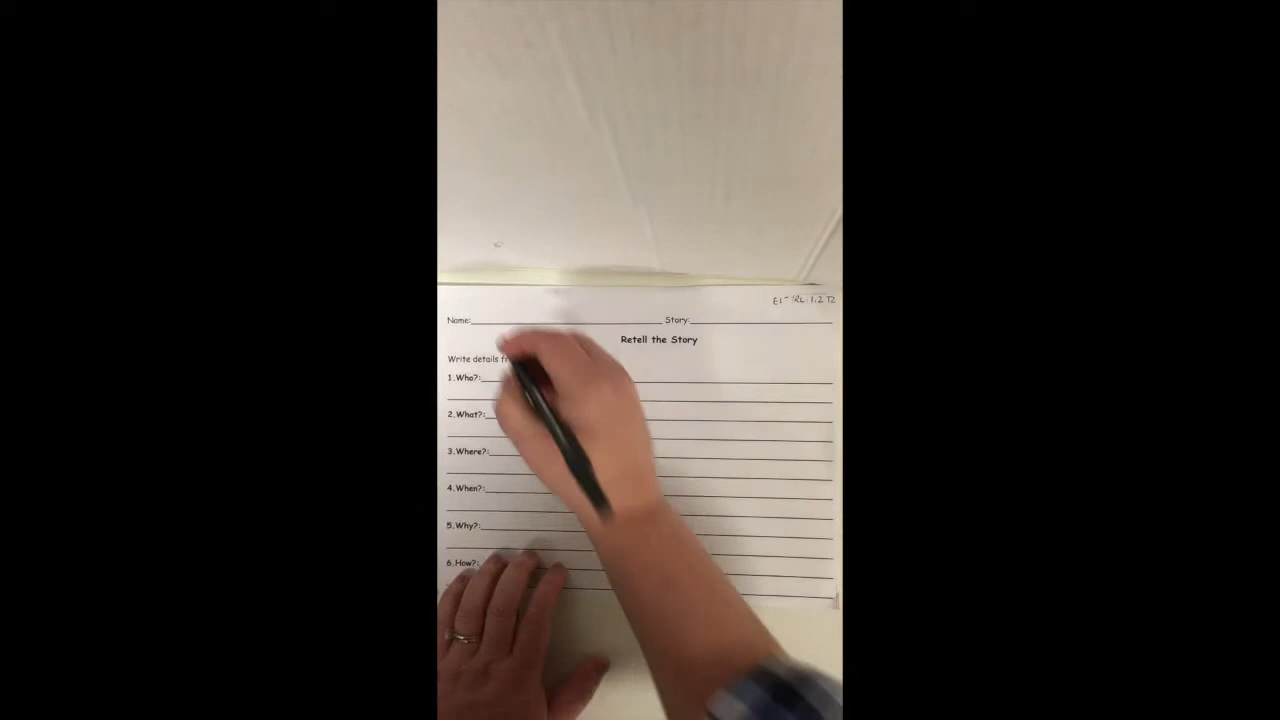 RL. 1.2 T2
Name: Story:
Retell the Story
Write details
1.Who?:
2.What?:
3.Where?:
4.When?:
5.Why?:
6.How?: